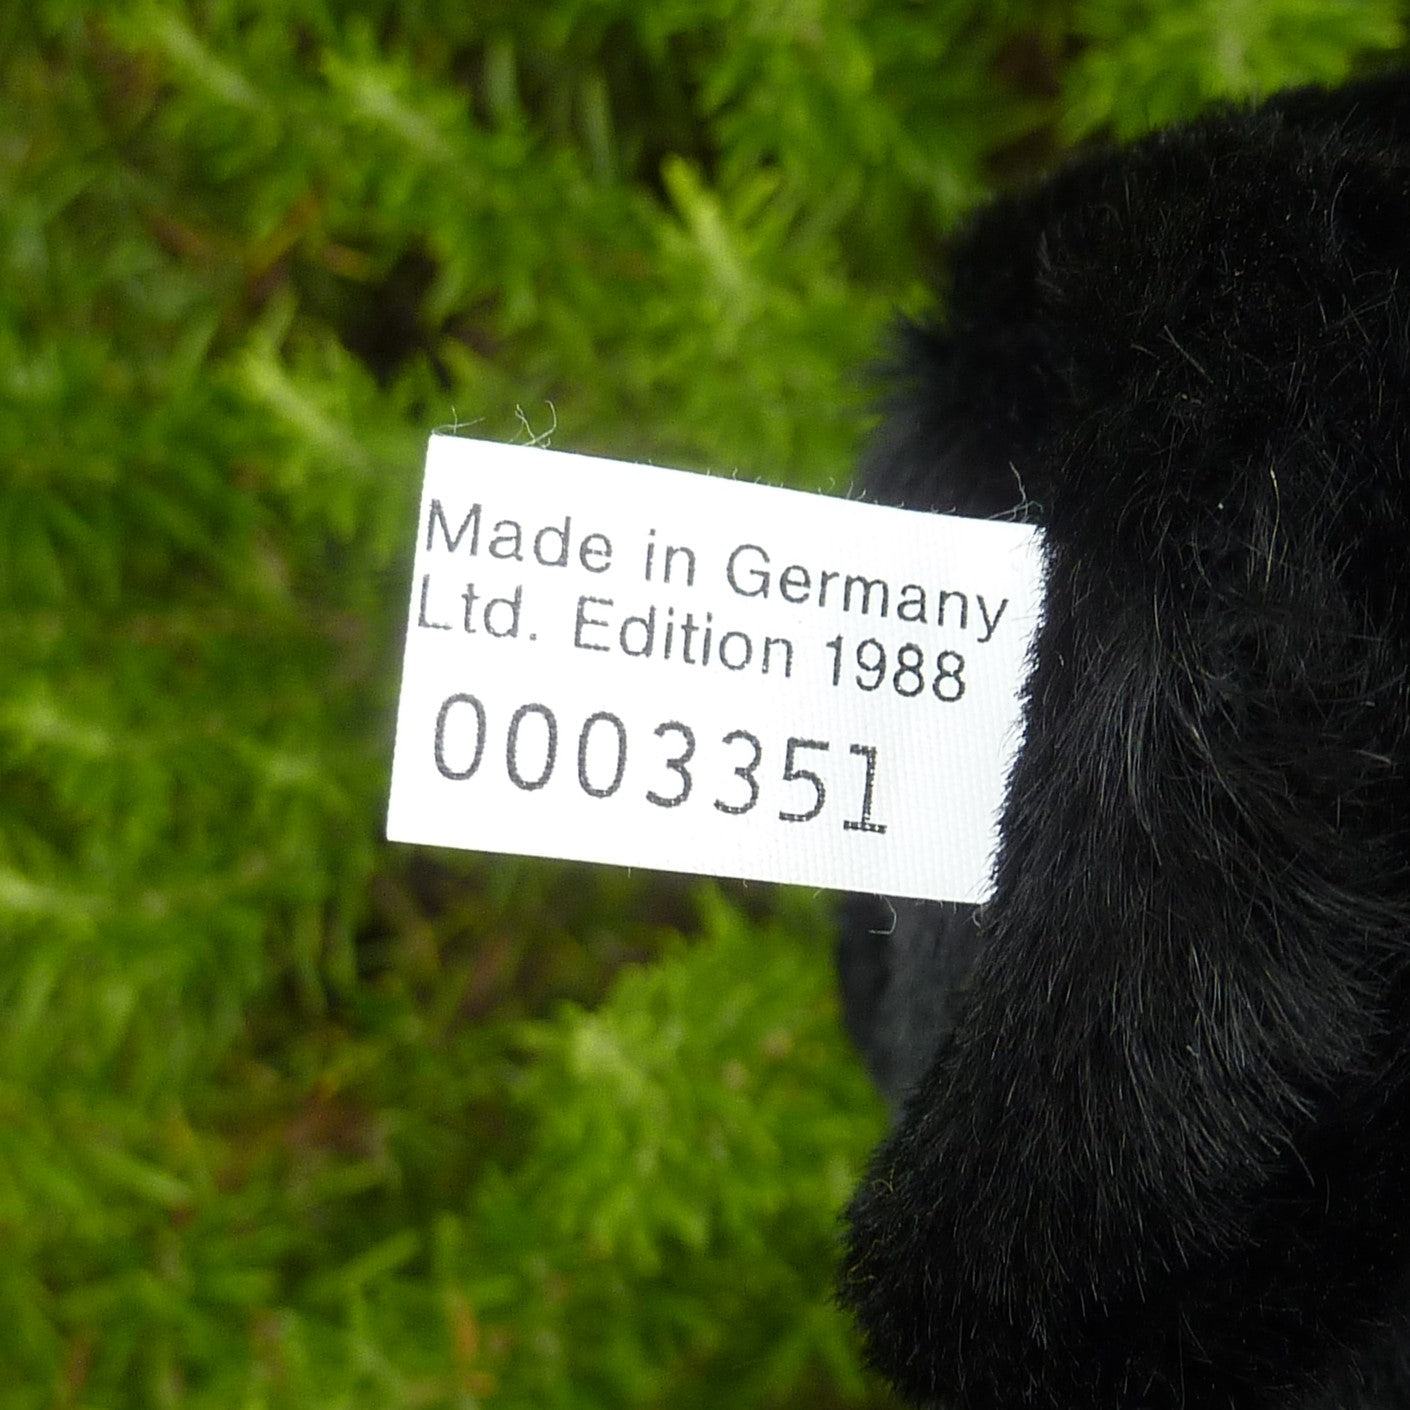 Made in Germany
Ltd. Edition 1988
0003351